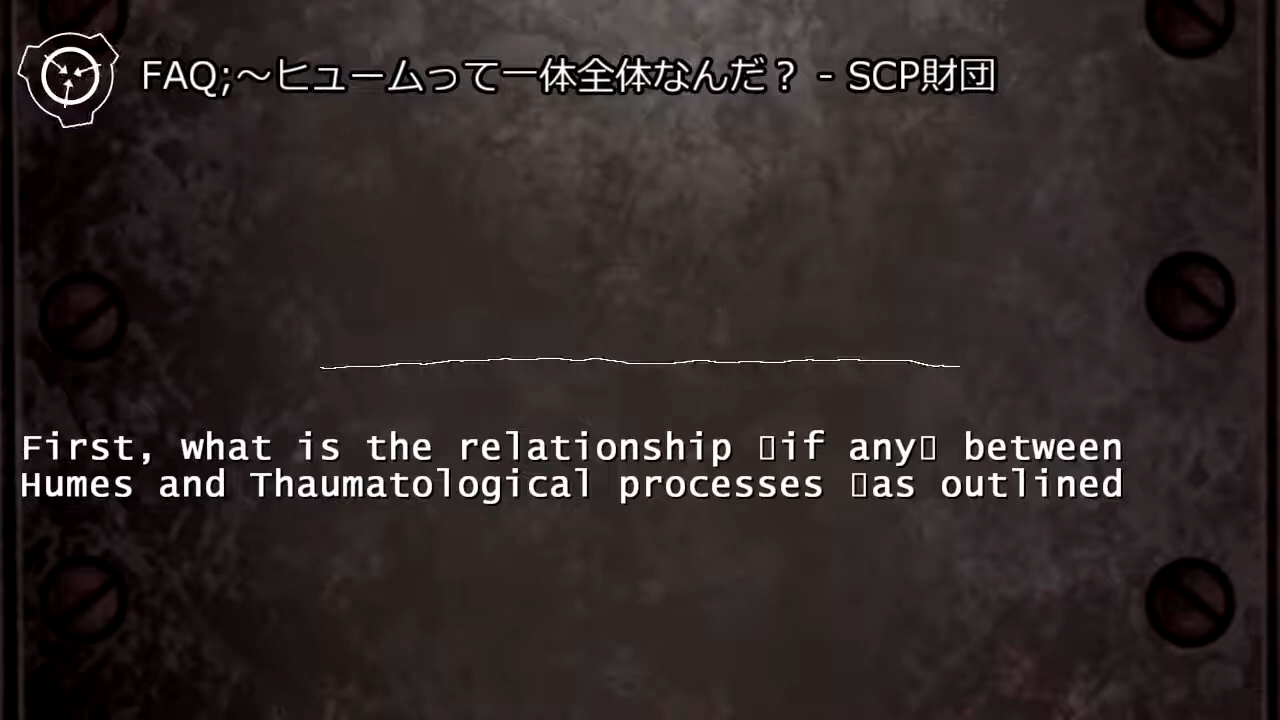 FAQ;～ヒュームって一体全体なんだ？ - SCP財団
First, what is the relationship ▯if any▯ between
Humes and Thaumatological processes ▯as outlined